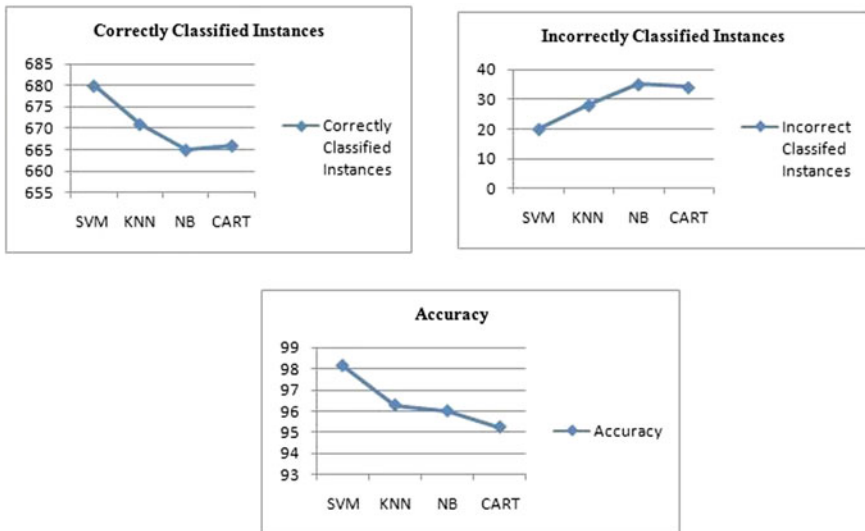 Correctly Classified Instances
685
680
675
670
665
660
655
SVM KNN NB CART
Correctly
Classified
Instances
Incorrectly Classified Instances
40
30
20
10
0
SVM KNN NB CART
Incorrect
Classifed
Instances
Accuracy
99
98
97
96
95
94
93
SVM KNN NB CART
Accuracy